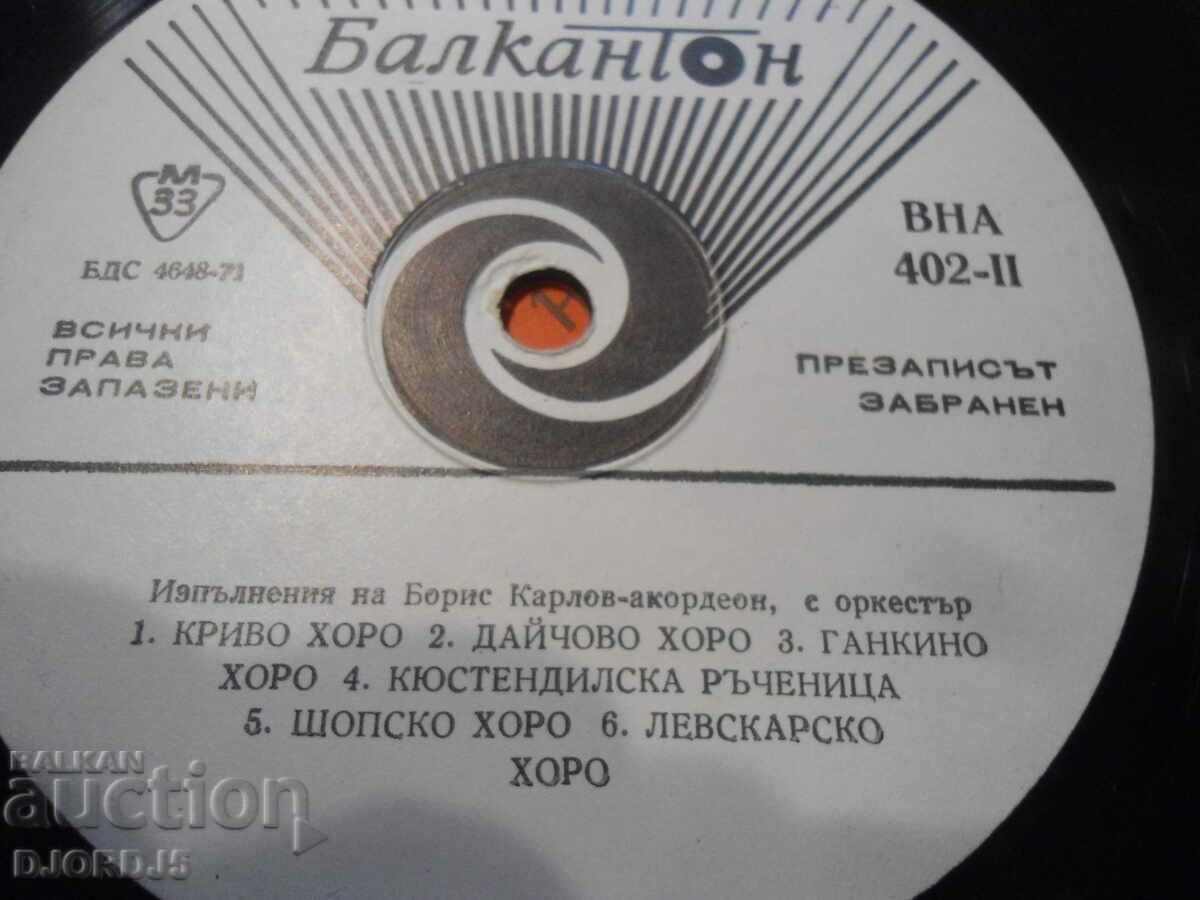 Балкантон
М
33
БДС 4648-71
ВСИЧКИ
ПРАВА
ЗАПАЗЕНИ
ВНА
402-II
ПРЕЗАПИСЪТ
ЗАБРАНЕН
Изпълнения на Борис Карлов-акордеон, с оркестър
1. КРИВО ХОРО 2. ДАЙЧОВО ХОРО 3. ГАНКИНО
ХОРО 4. КЮСТЕНДИЛСКА РЪЧЕНИЦА
5. ШОПСКО ХОРО 6. ЛЕВСКАРСКО
ХОРО
BALKAN
auction
DJORDJ5